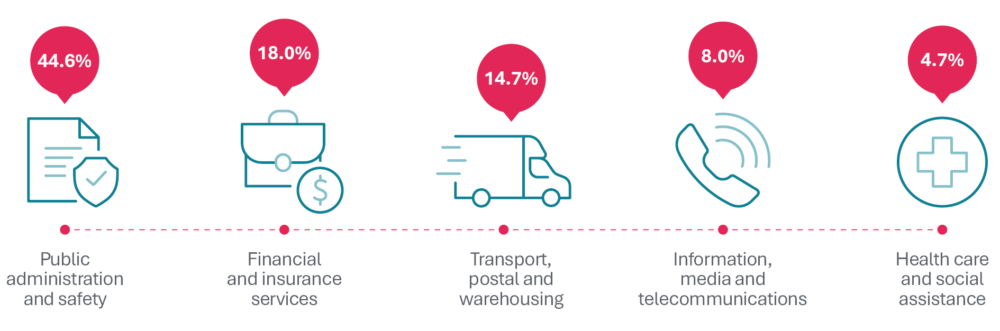 44.6%
18.0%
14.7%
8.0%
4.7%
$
Public
administration
and safety
Financial
and insurance
services
Transport,
postal and
warehousing
Information,
media and
telecommunications
Health care
and social
assistance